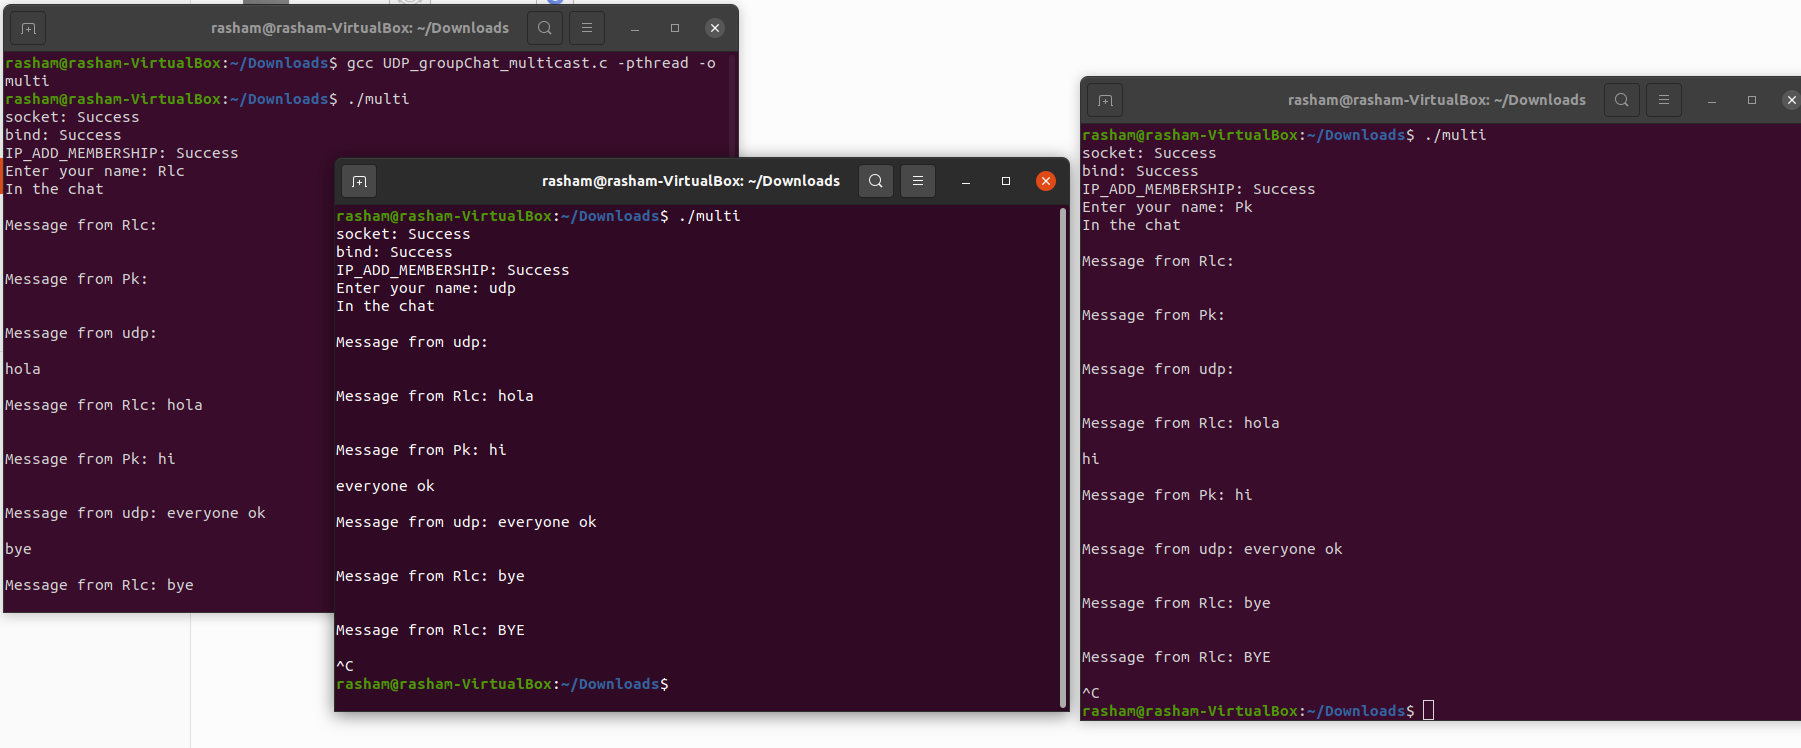 rasham@rasham-VirtualBox: ~/Downloads
rasham@rasham-VirtualBox:~/Downloads$ gcc UDP_groupChat_multicast.c -pthread -o
multi
rasham@rasham-VirtualBox:~/Downloads$ ./multi
socket: Success
bind: Success
IP_ADD_MEMBERSHIP: Success
Enter your name: Rlc
In the chat
Message from Rlc:
Message from Pk:
Message from udp:
hola
Message from Rlc: hola
Message from Pk: hi
Message from udp: everyone ok
bye
Message from Rlc: bye
rasham@rasham-VirtualBox: ~/Downloads
rasham@rasham-VirtualBox:~/Downloads$ ./multi
socket: Success
bind: Success
IP_ADD_MEMBERSHIP: Success
Enter your name: udp
In the chat
Message from udp:
Message from Rlc: hola
Message from Pk: hi
everyone ok
Message from udp: everyone ok
Message from Rlc: bye
Message from Rlc: BYE
^C
rasham@rasham-VirtualBox:~/Downloads$
rasham@rasham-VirtualBox: ~/Downloads
rasham@rasham-VirtualBox:~/Downloads$ ./multi
socket: Success
bind: Success
IP_ADD_MEMBERSHIP: Success
Enter your name: Pk
In the chat
Message from Rlc:
Message from Pk:
Message from udp:
Message from Rlc: hola
hi
Message from Pk: hi
Message from udp: everyone ok
Message from Rlc: bye
Message from Rlc: BYE
^C
rasham@rasham-VirtualBox:~/Downloads$